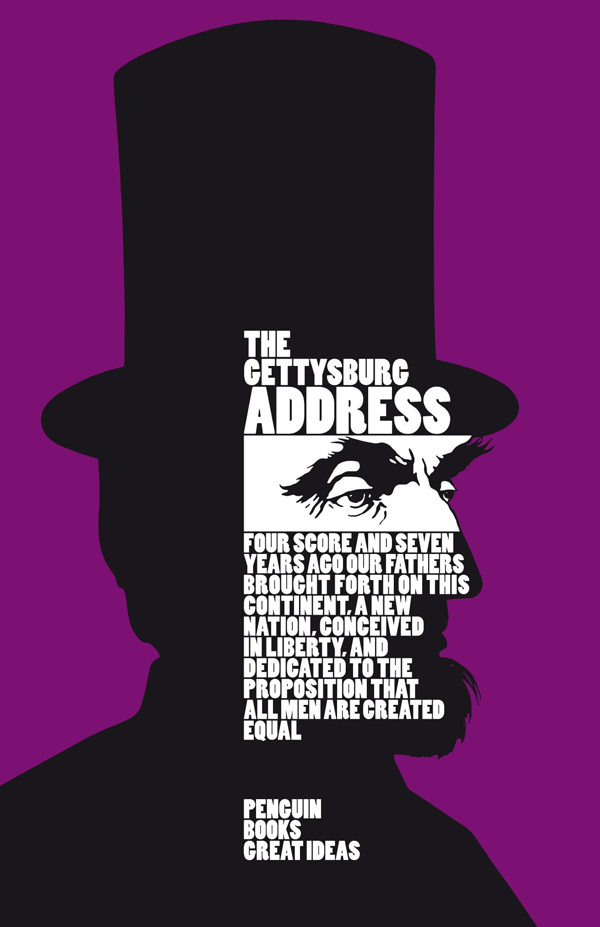 THE
GETTYSBURG
ADDRESS
FOUR SCORE AND SEVEN
YEARS AGO OUR FATHERS
BROUGHT FORTH ON THIS
CONTINENT, A NEW
NATION, CONCEIVED
IN LIBERTY, AND
DEDICATED TO THE
PROPOSITION THAT
ALL MEN ARE CREATED
EQUAL
PENGUIN
BOOKS
GREAT IDEAS